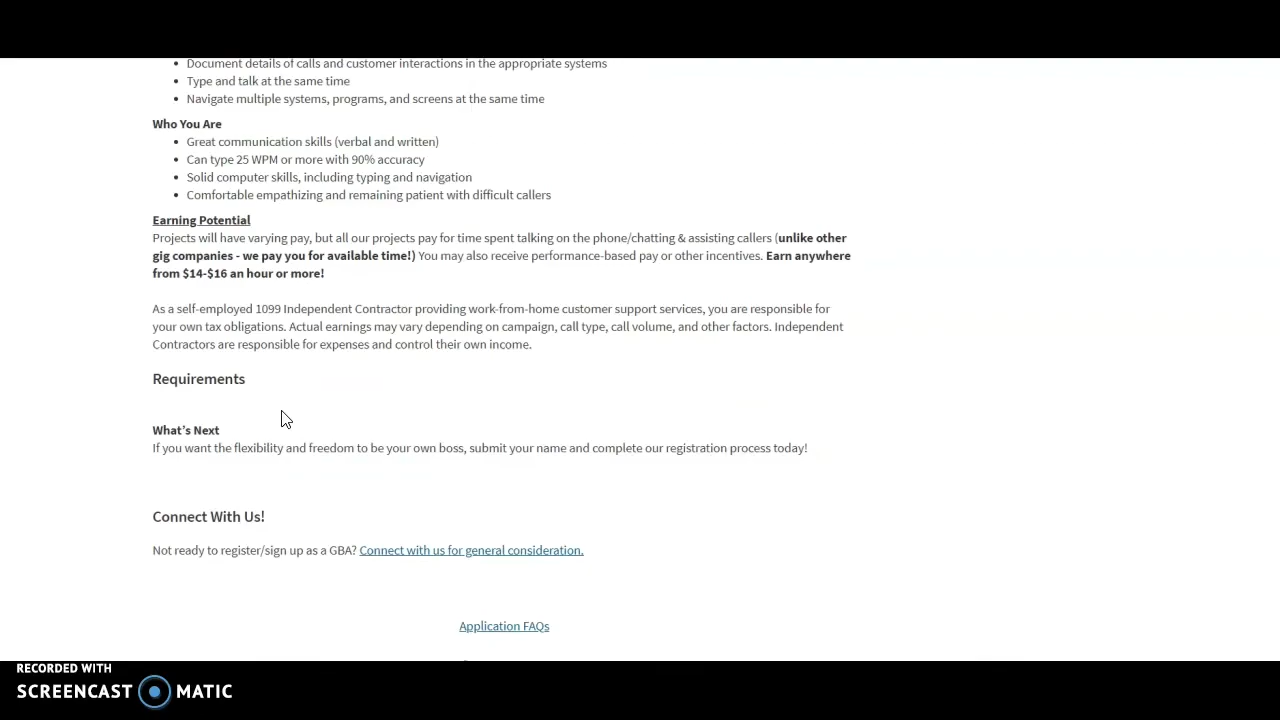 Document details of calls and customer interactions in the appropriate systems
Type and talk at the same time
Navigate multiple systems, programs, and screens at the same time
Who You Are
Great communication skills (verbal and written)
Can type 25 WPM or more with 90% accuracy
Solid computer skills, including typing and navigation
Comfortable empathizing and remaining patient with difficult callers
Earning Potential
Projects will have varying pay, but all our projects pay for time spent talking on the phone/chatting & assisting callers (unlike other
gig companies - we pay you for available time!) You may also receive performance-based pay or other incentives. Earn anywhere
from $14-$16 an hour or more!
As a self-employed 1099 Independent Contractor providing work-from-home customer support services, you are responsible for
your own tax obligations. Actual earnings may vary depending on campaign, call type, call volume, and other factors. Independent
Contractors are responsible for expenses and control their own income.
Requirements
What's Next
If you want the flexibility and freedom to be your own boss, submit your name and complete our registration process today!
Connect With Us!
Not ready to register/sign up as a GBA? Connect with us for general consideration.
Application FAQs
RECORDED WITH
SCREENCAST MATIC